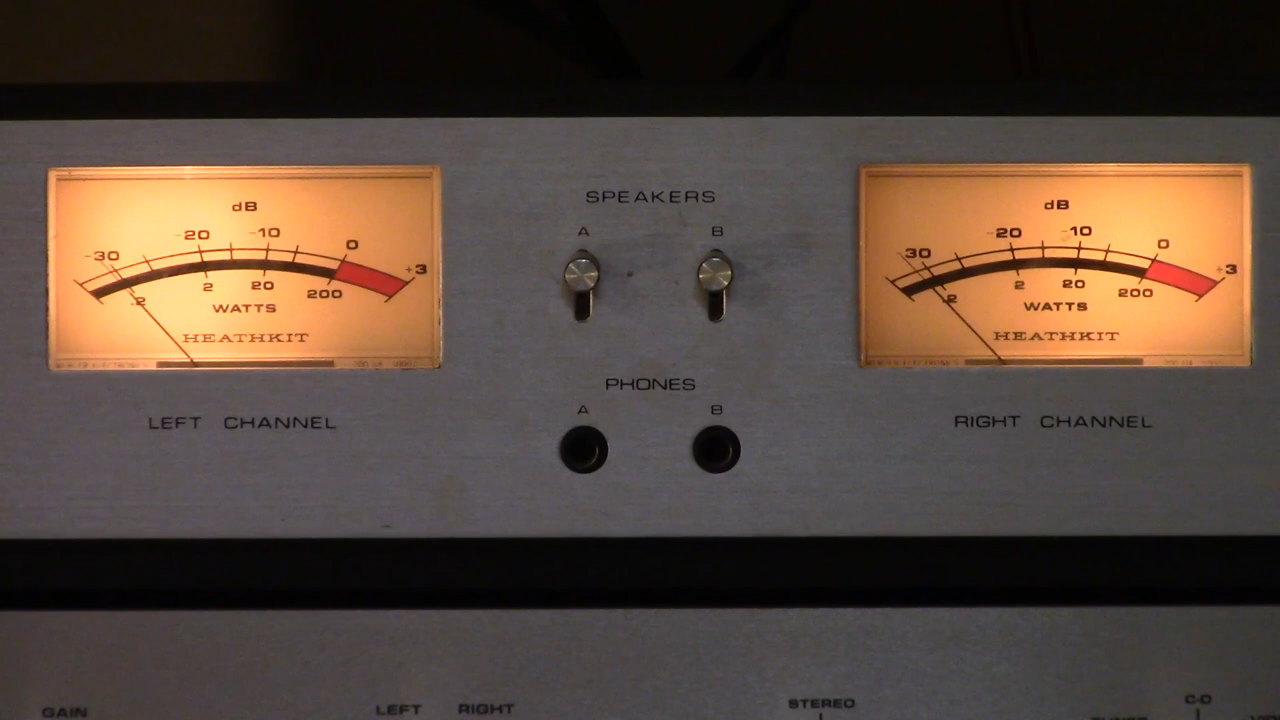 dB
-30 -20 -10 0 +3
.2 2 20 200
WATTS
HEATHKIT
LEFT CHANNEL
SPEAKERS
A B
PHONES
A B
dB
-30 -20 -10 0 +3
.2 2 20 200
WATTS
HEATHKIT
RIGHT CHANNEL
GAIN LEFT RIGHT STEREO C-D